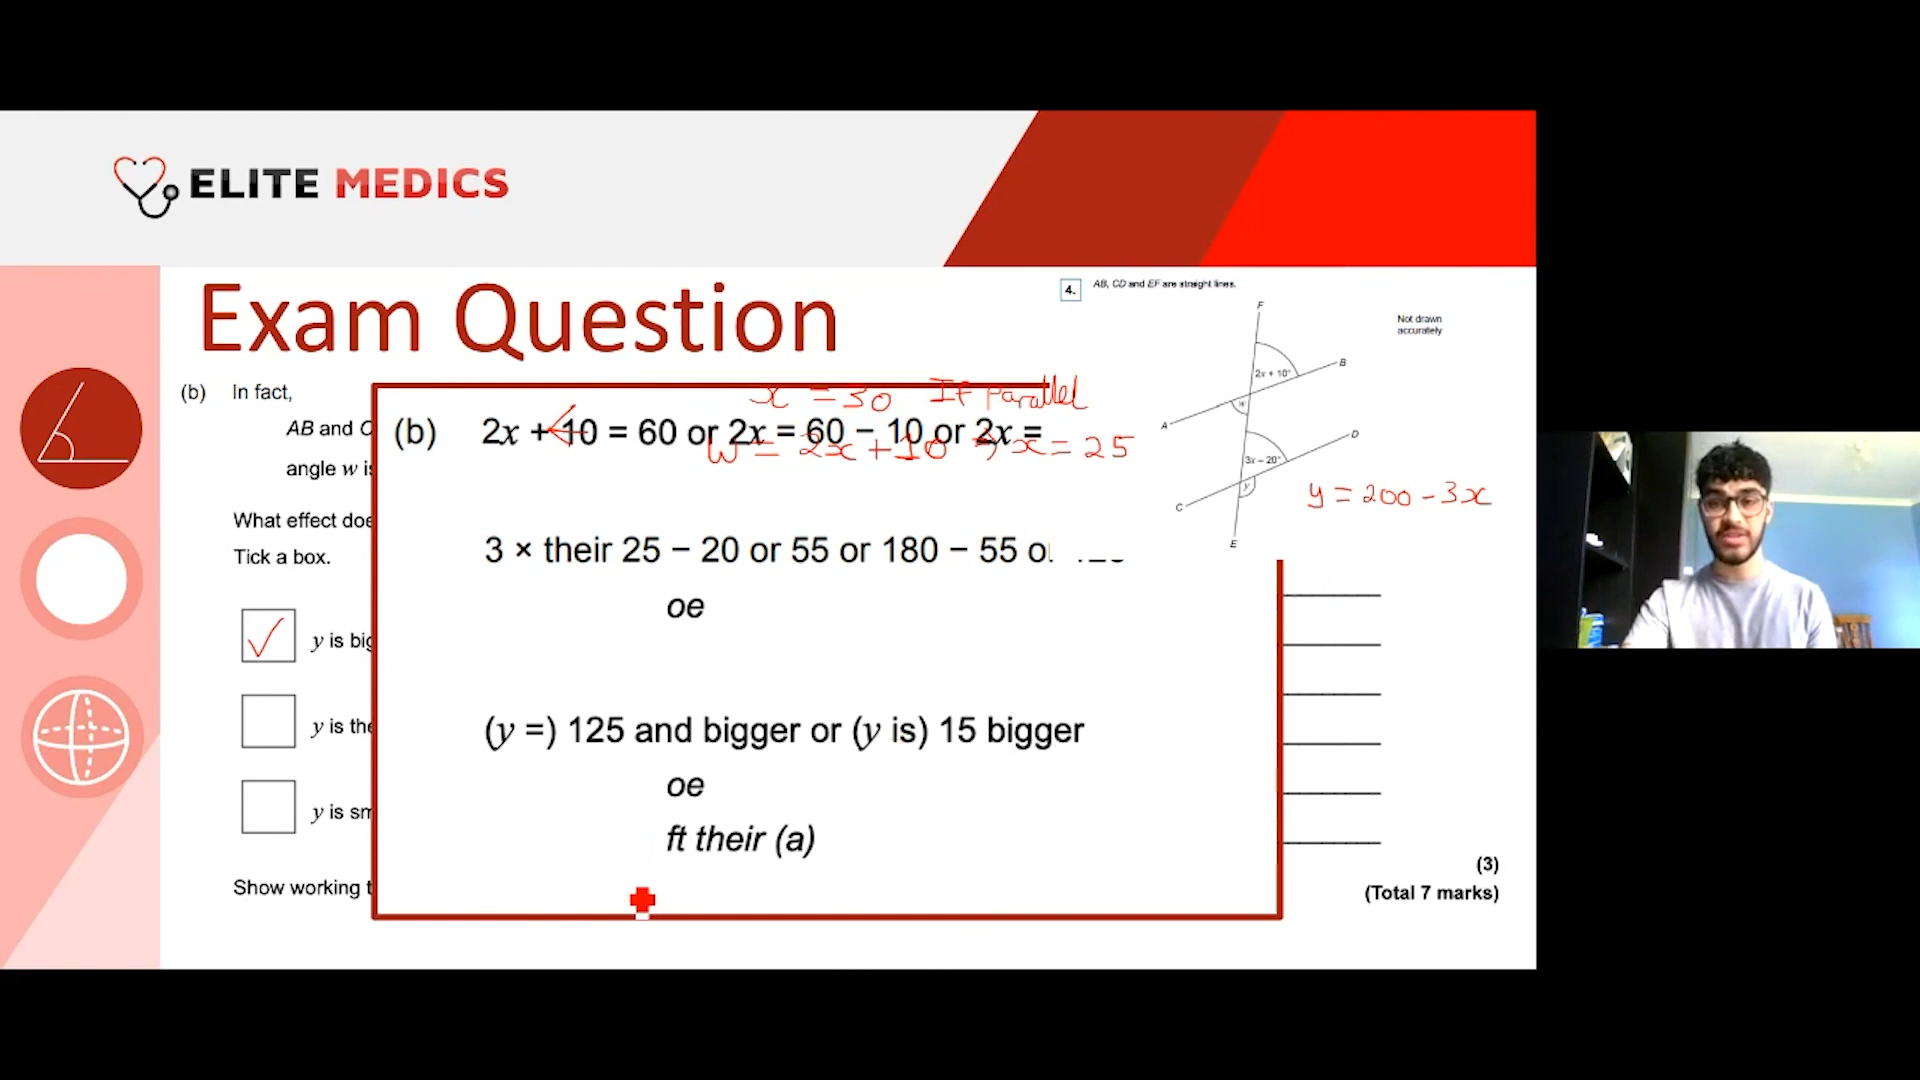 ELITE MEDICS
Exam Question
4. AB, CD and EF are straight lines.
Not drawn
accurately
F
B
2x + 10°
w
A
D
3x – 20°
y
C
E
y = 200 - 3x
x = 30 If Parallel
w = 2x + 10 → x = 25
(b) In fact,
AB and C
angle w is
What effect doe
Tick a box.
y is big
y is the
y is sm
Show working t
(b) 2x + 10 = 60 or 2x = 60 − 10 or 2x =
3 × their 25 − 20 or 55 or 180 − 55 o
oe
(y =) 125 and bigger or (y is) 15 bigger
oe
ft their (a)
(3)
(Total 7 marks)